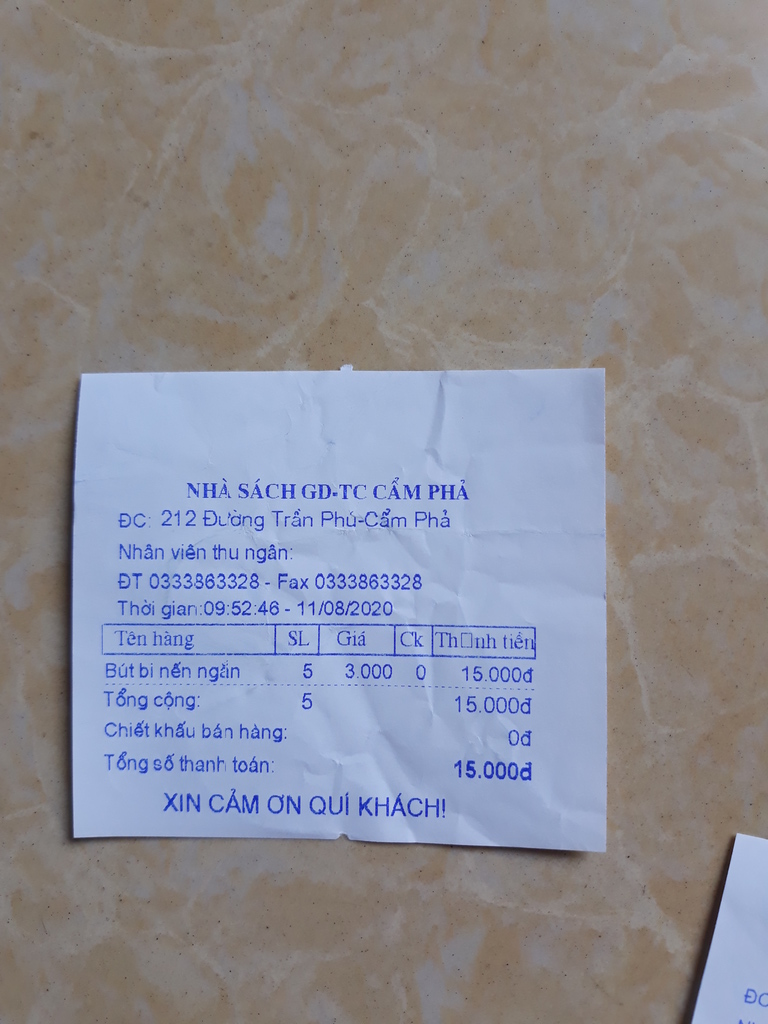 NHÀ SÁCH GD-TC CẨM PHẢ
ĐC: 212 Đường Trần Phú-Cẩm Phả
Nhân viên thu ngân:
ĐT 0333863328 - Fax 0333863328
Thời gian:09:52:46 - 11/08/2020
Tên hàng SL Giá Ck Th□nh tiền
Bút bi nến ngắn 5 3.000 0 15.000đ
Tổng cộng: 5 15.000đ
Chiết khấu bán hàng: 0đ
Tổng số thanh toán: 15.000đ
XIN CẢM ƠN QUÍ KHÁCH!
ĐC